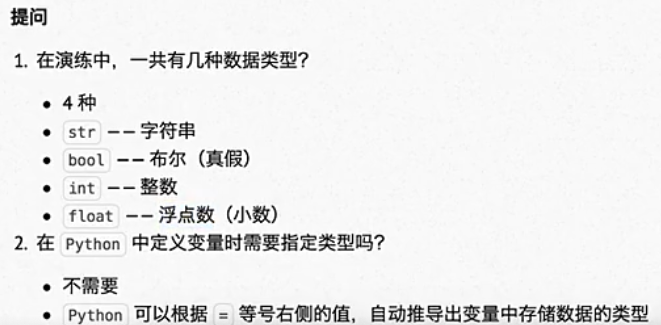 提问
1. 在演练中，一共有几种数据类型？
• 4 种
• str —— 字符串
• bool —— 布尔（真假）
• int —— 整数
• float —— 浮点数（小数）
2. 在 Python 中定义变量时需要指定类型吗？
• 不需要
• Python 可以根据 = 等号右侧的值，自动推导出变量中存储数据的类型